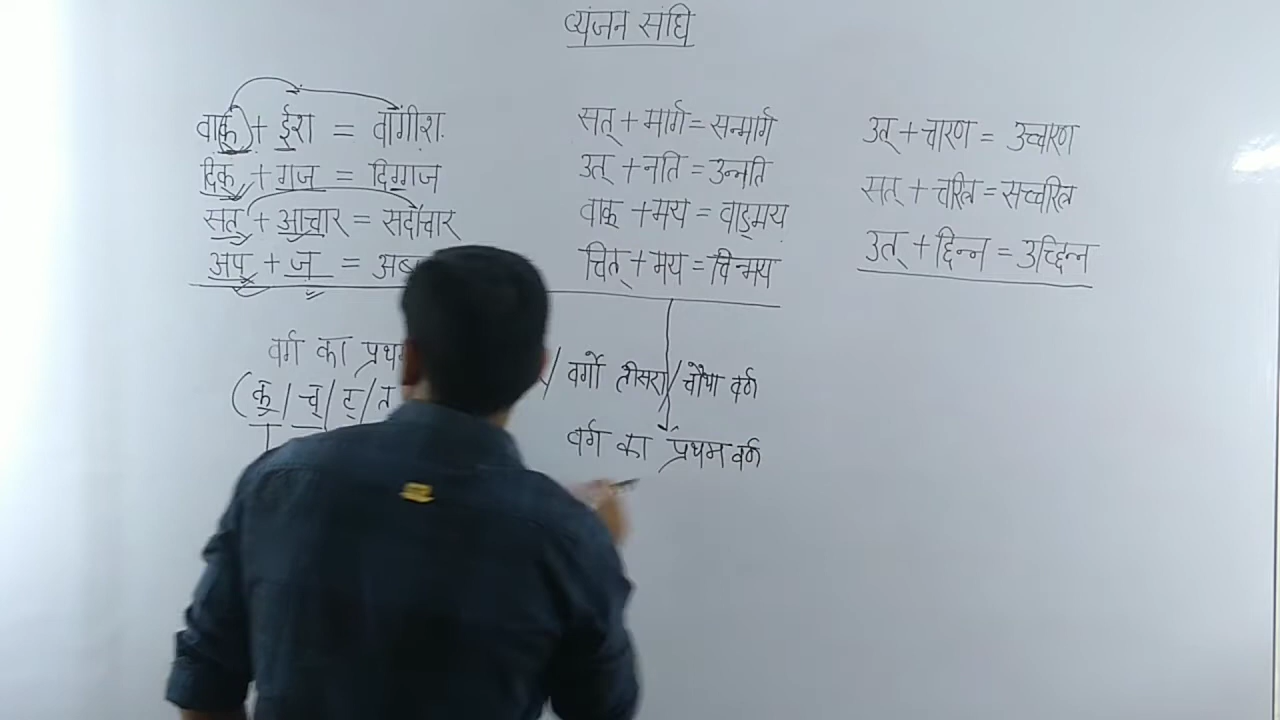 व्यंजन संधि
वाक् + ईश = वागीश.
दिक् + गज = दिग्गज
सत् + आचार = सदाचार
अप् + ज = अब
सत् + मार्ग = सन्मार्ग
उत् + नति = उन्नति
वाक् + मय = वाङ्मय
चित् + मय = चिन्मय
उत् + चारण = उच्चारण
सत् + चरित्र = सच्चरित्र
उत् + छिन्न = उच्छिन्न
वर्ग का प्रथम
(क् / च् / ट् / त
/ वर्गो तीसरा / चौथा वर्ण
वर्ग का प्रथम वर्ण